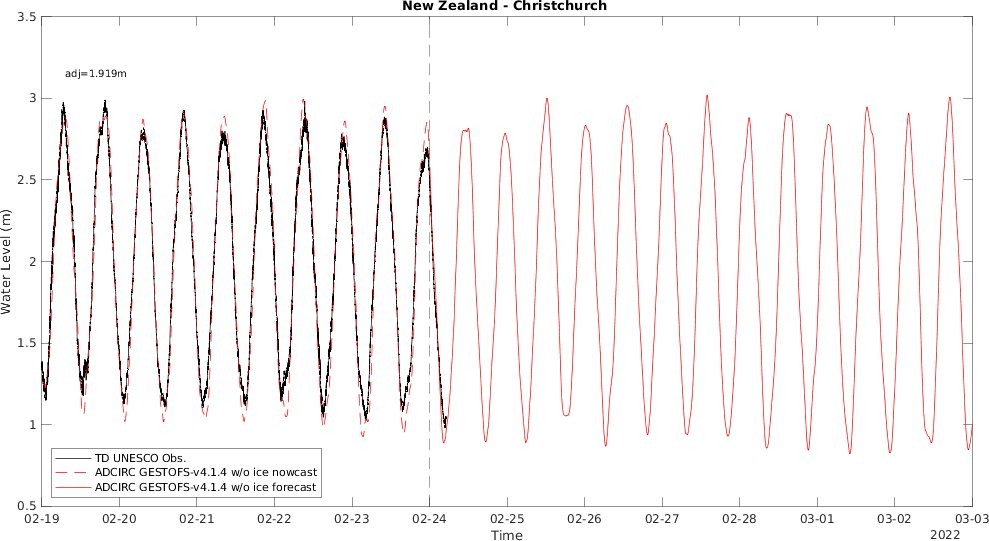 New Zealand - Christchurch
3.5
3
2.5
2
1.5
1
0.5
Water Level (m)
adj=1.919m
TD UNESCO Obs.
ADCIRC GESTOFS-v4.1.4 w/o ice nowcast
ADCIRC GESTOFS-v4.1.4 w/o ice forecast
02-19 02-20 02-21 02-22 02-23 02-24 02-25 02-26 02-27 02-28 03-01 03-02 03-03
Time
2022